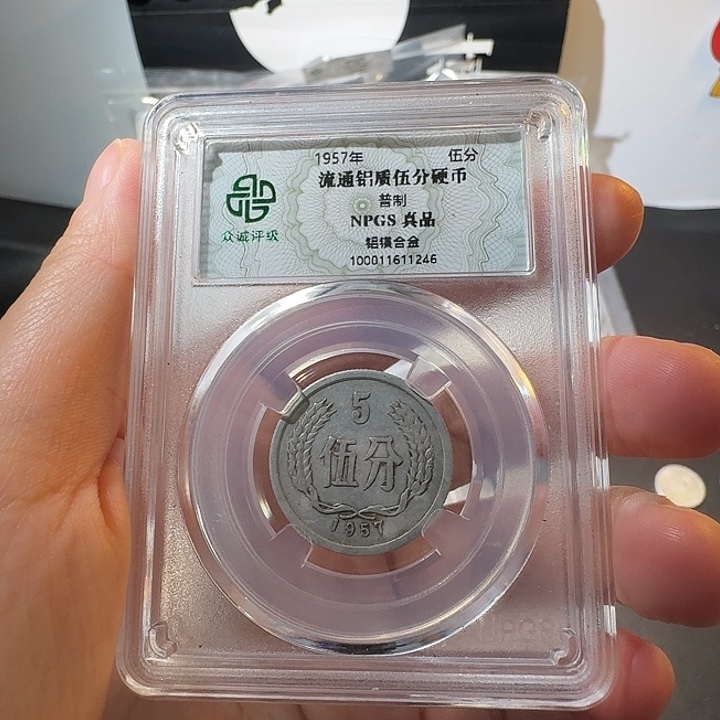 1957年 伍分
流通铝质伍分硬币
普制
NPGS 真品
铝镁合金
100011611246
众诚评级
5
伍分
1957
NPGS